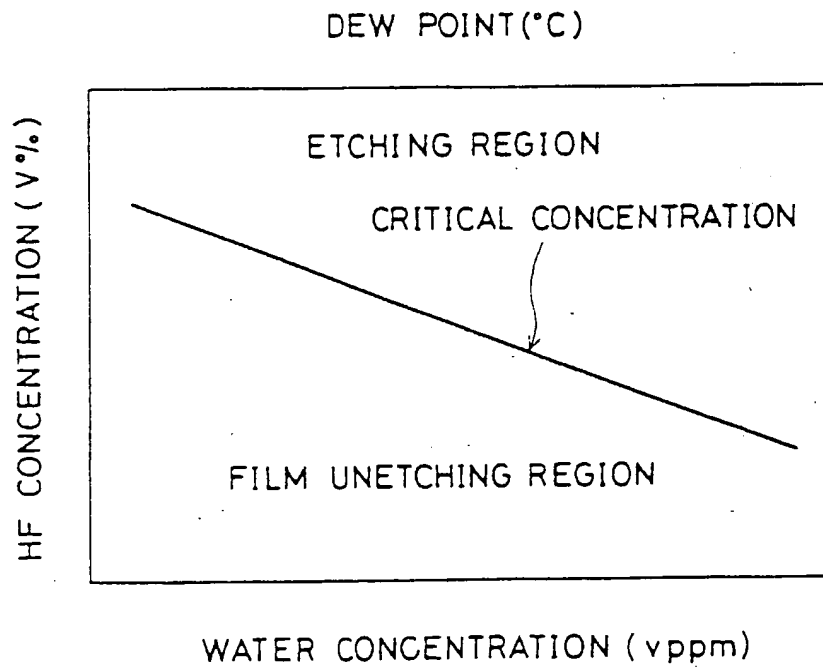 DEW POINT (°C)
ETCHING REGION
CRITICAL CONCENTRATION
FILM UNETCHING REGION
HF CONCENTRATION (V%)
WATER CONCENTRATION (vppm)